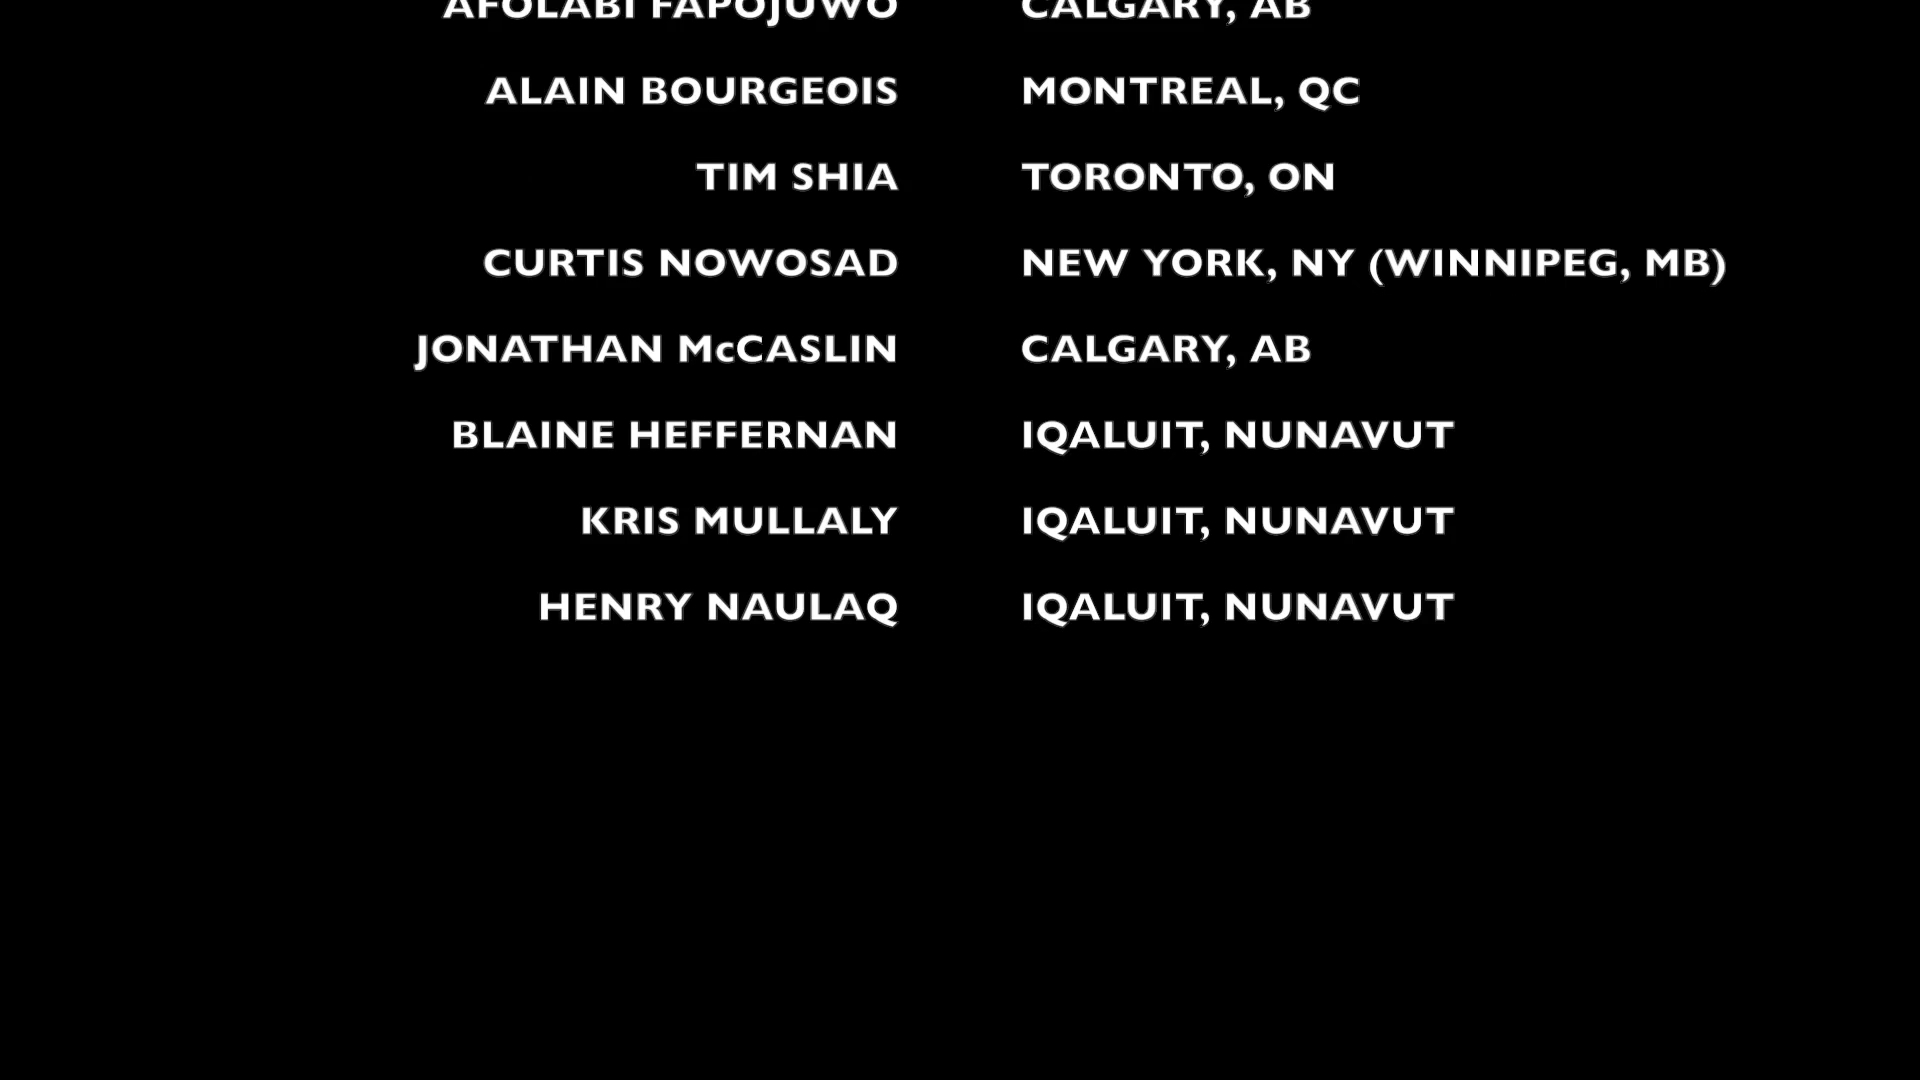 AFOLABI FAPOJUWO CALGARY, AB
ALAIN BOURGEOIS MONTREAL, QC
TIM SHIA TORONTO, ON
CURTIS NOWOSAD NEW YORK, NY (WINNIPEG, MB)
JONATHAN McCASLIN CALGARY, AB
BLAINE HEFFERNAN IQALUIT, NUNAVUT
KRIS MULLALY IQALUIT, NUNAVUT
HENRY NAULAQ IQALUIT, NUNAVUT